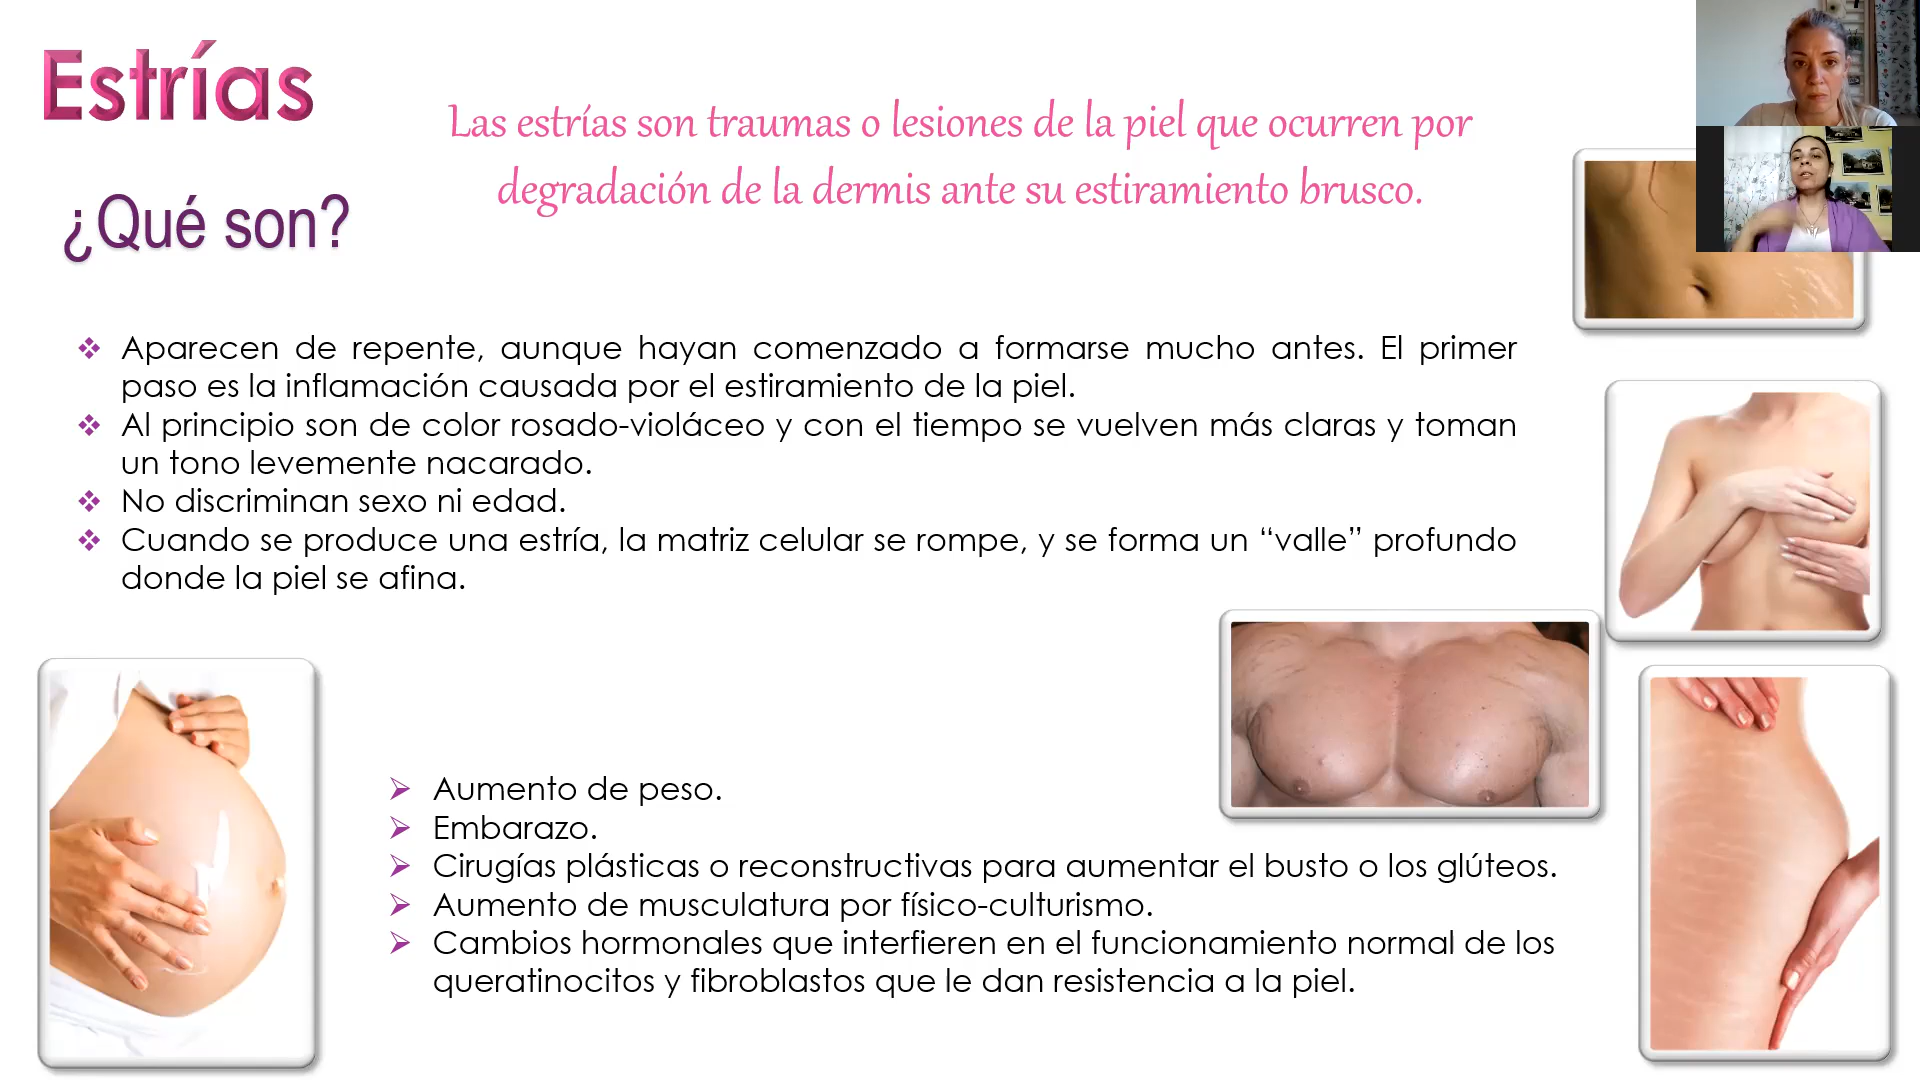 Estrías
¿Qué son?
Las estrías son traumas o lesiones de la piel que ocurren por
degradación de la dermis ante su estiramiento brusco.
Aparecen de repente, aunque hayan comenzado a formarse mucho antes. El primer
paso es la inflamación causada por el estiramiento de la piel.
Al principio son de color rosado-violáceo y con el tiempo se vuelven más claras y toman
un tono levemente nacarado.
No discriminan sexo ni edad.
Cuando se produce una estría, la matriz celular se rompe, y se forma un “valle” profundo
donde la piel se afina.
Aumento de peso.
Embarazo.
Cirugías plásticas o reconstructivas para aumentar el busto o los glúteos.
Aumento de musculatura por físico-culturismo.
Cambios hormonales que interfieren en el funcionamiento normal de los
queratinocitos y fibroblastos que le dan resistencia a la piel.